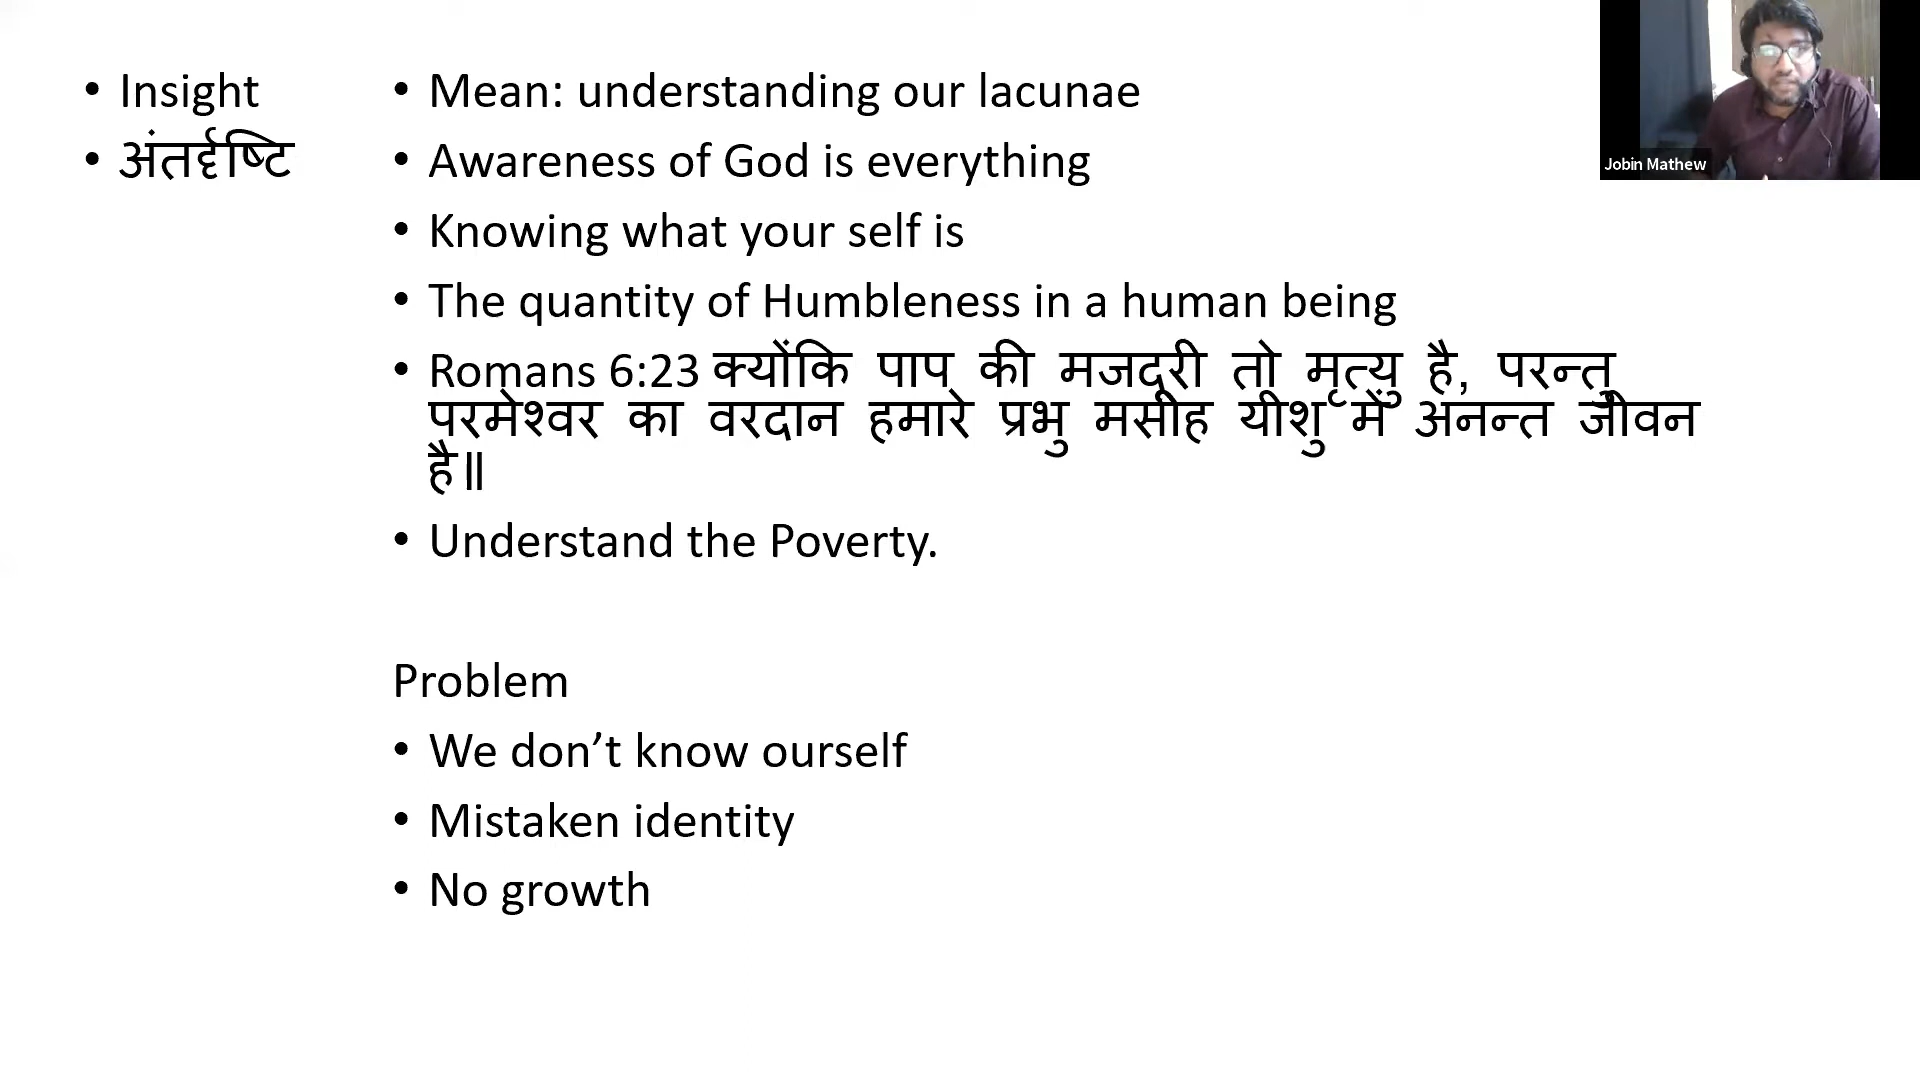 • Insight
• अंतर्दृष्टि
• Mean: understanding our lacunae
• Awareness of God is everything
• Knowing what your self is
• The quantity of Humbleness in a human being
• Romans 6:23 क्योंकि पाप की मजदूरी तो मृत्यु है, परन्तु
परमेश्वर का वरदान हमारे प्रभु मसीह यीशु में अनन्त जीवन
है॥
• Understand the Poverty.
Problem
• We don’t know ourself
• Mistaken identity
• No growth
Jobin Mathew